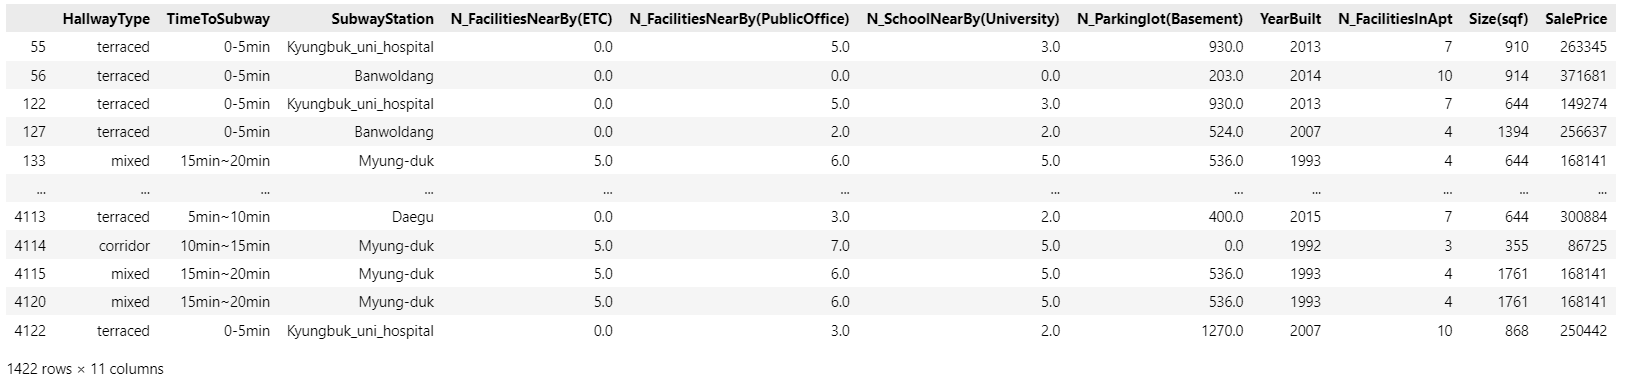 HallwayType TimeToSubway SubwayStation N_FacilitiesNearBy(ETC) N_FacilitiesNearBy(PublicOffice) N_SchoolNearBy(University) N_Parkinglot(Basement) YearBuilt N_FacilitiesInApt Size(sqf) SalePrice
55 terraced 0-5min Kyungbuk_uni_hospital 0.0 5.0 3.0 930.0 2013 7 910 263345
56 terraced 0-5min Banwoldang 0.0 0.0 0.0 203.0 2014 10 914 371681
122 terraced 0-5min Kyungbuk_uni_hospital 0.0 5.0 3.0 930.0 2013 7 644 149274
127 terraced 0-5min Banwoldang 0.0 2.0 2.0 524.0 2007 4 1394 256637
133 mixed 15min~20min Myung-duk 5.0 6.0 5.0 536.0 1993 4 644 168141
... ... ... ... ... ... ... ... ... ... ... ...
4113 terraced 5min~10min Daegu 0.0 3.0 2.0 400.0 2015 7 644 300884
4114 corridor 10min~15min Myung-duk 5.0 7.0 5.0 0.0 1992 3 355 86725
4115 mixed 15min~20min Myung-duk 5.0 6.0 5.0 536.0 1993 4 1761 168141
4120 mixed 15min~20min Myung-duk 5.0 6.0 5.0 536.0 1993 4 1761 168141
4122 terraced 0-5min Kyungbuk_uni_hospital 0.0 3.0 2.0 1270.0 2007 10 868 250442
1422 rows × 11 columns